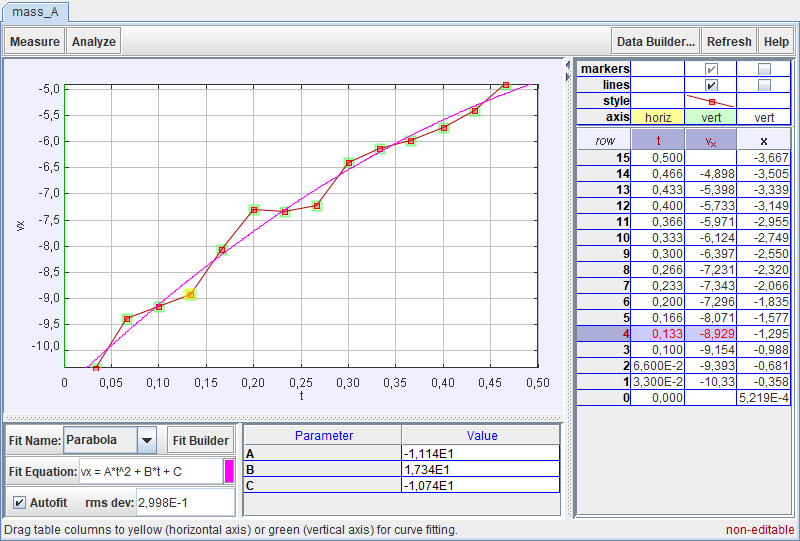 mass_A
Measure Analyze Data Builder... Refresh Help
markers
lines
style
axis horiz vert vert
row t vx x
15 0,500 -3,667
14 0,466 -4,898 -3,505
13 0,433 -5,398 -3,339
12 0,400 -5,733 -3,149
11 0,366 -5,971 -2,955
10 0,333 -6,124 -2,749
9 0,300 -6,397 -2,550
8 0,266 -7,231 -2,320
7 0,233 -7,343 -2,066
6 0,200 -7,296 -1,835
5 0,166 -8,071 -1,577
4 0,133 -8,929 -1,295
3 0,100 -9,154 -0,988
2 6,600E-2 -9,393 -0,681
1 3,300E-2 -10,33 -0,358
0 0,000 5,219E-4
-5,0
-5,5
-6,0
-6,5
-7,0
-7,5
-8,0
-8,5
-9,0
-9,5
-10,0
vx
0 0,05 0,10 0,15 0,20 0,25 0,30 0,35 0,40 0,45 0,50
t
Fit Name: Parabola Fit Builder
Fit Equation: vx = A*t^2 + B*t + C
Autofit rms dev: 2,998E-1
Parameter Value
A -1,114E1
B 1,734E1
C -1,074E1
Drag table columns to yellow (horizontal axis) or green (vertical axis) for curve fitting. non-editable